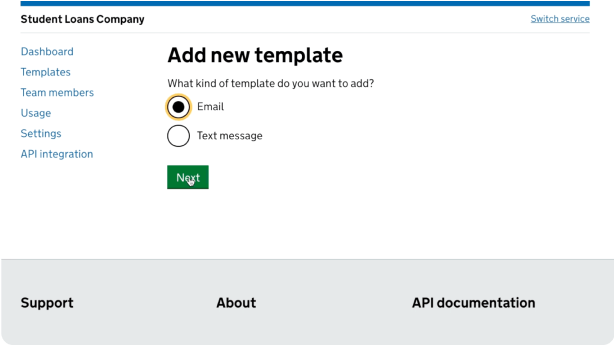 Student Loans Company
Switch service
Dashboard
Templates
Team members
Usage
Settings
API integration
Add new template
What kind of template do you want to add?
Email
Text message
Next
Support
About
API documentation